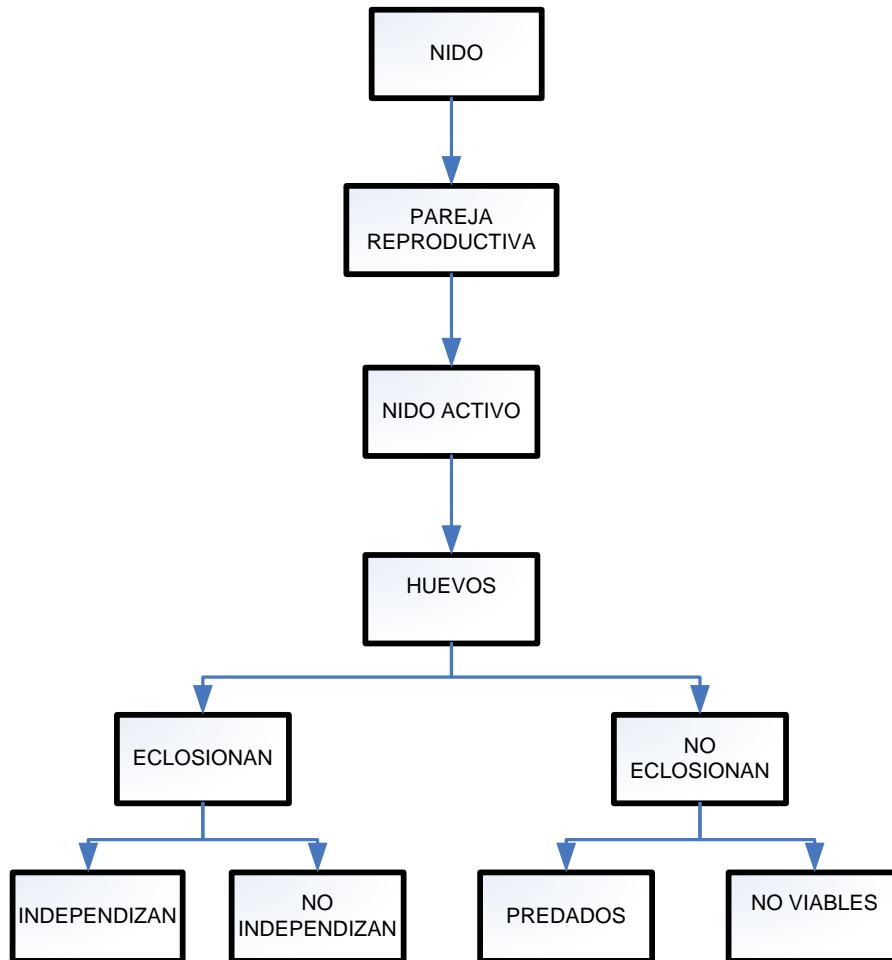 NIDO
PAREJA
REPRODUCTIVA
NIDO ACTIVO
HUEVOS
ECLOSIONAN
NO
ECLOSIONAN
INDEPENDIZAN
NO
INDEPENDIZAN
PREDADOS
NO VIABLES